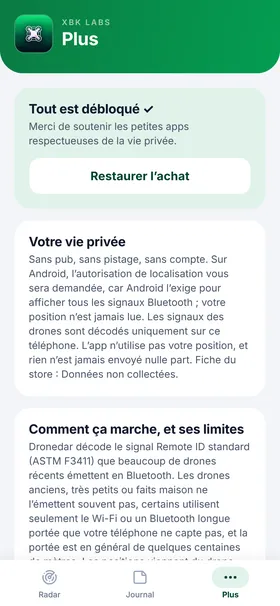 XBK LABS
Plus
Tout est débloqué ✓
Merci de soutenir les petites apps
respectueuses de la vie privée.
Restaurer l’achat
Votre vie privée
Sans pub, sans pistage, sans compte. Sur
Android, l’autorisation de localisation vous
sera demandée, car Android l’exige pour
afficher tous les signaux Bluetooth ; votre
position n’est jamais lue. Les signaux des
drones sont décodés uniquement sur ce
téléphone. L’app n’utilise pas votre position, et
rien n’est jamais envoyé nulle part. Fiche du
store : Données non collectées.
Comment ça marche, et ses limites
Dronedar décode le signal Remote ID standard
(ASTM F3411) que beaucoup de drones
récents émettent en Bluetooth. Les drones
anciens, très petits ou faits maison ne
l’émettent souvent pas, certains utilisent
seulement le Wi-Fi ou un Bluetooth longue
portée que votre téléphone ne capte pas, et la
portée est en général de quelques centaines
Radar
Journal
Plus